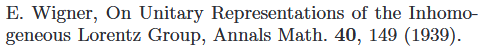 E. Wigner, On Unitary Representations of the Inhomo-
geneous Lorentz Group, Annals Math. 40, 149 (1939).